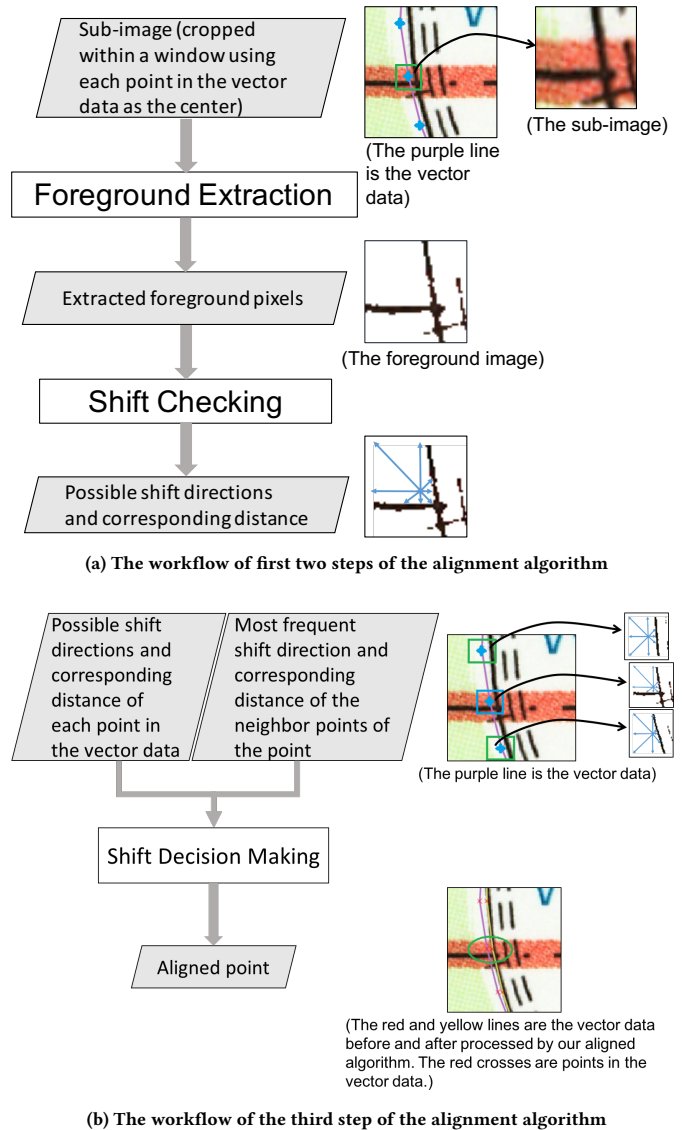 Sub-image (cropped
within a window using
each point in the vector
data as the center)
V
(The purple line
is the vector
data)
(The sub-image)
Foreground Extraction
Extracted foreground pixels
(The foreground image)
Shift Checking
Possible shift directions
and corresponding distance
(a) The workflow of first two steps of the alignment algorithm
Possible shift
directions and
corresponding
distance of
each point in
the vector data
Most frequent
shift direction and
corresponding
distance of the
neighbor points of
the point
V
(The purple line is the vector data)
Shift Decision Making
Aligned point
V
(The red and yellow lines are the vector data
before and after processed by our aligned
algorithm. The red crosses are points in the
vector data.)
(b) The workflow of the third step of the alignment algorithm